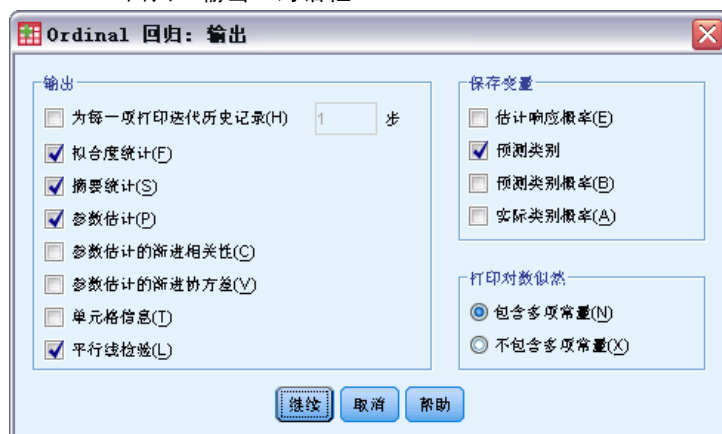 Ordinal 回归: 输出
输出
为每一项打印迭代历史记录(H) 1 步
拟合度统计(F)
摘要统计(S)
参数估计(P)
参数估计的渐进相关性(C)
参数估计的渐进协方差(V)
单元格信息(T)
平行线检验(L)
保存变量
估计响应概率(E)
预测类别
预测类别概率(B)
实际类别概率(A)
打印对数似然
包含多项常量(N)
不包含多项常量(X)
继续 取消 帮助